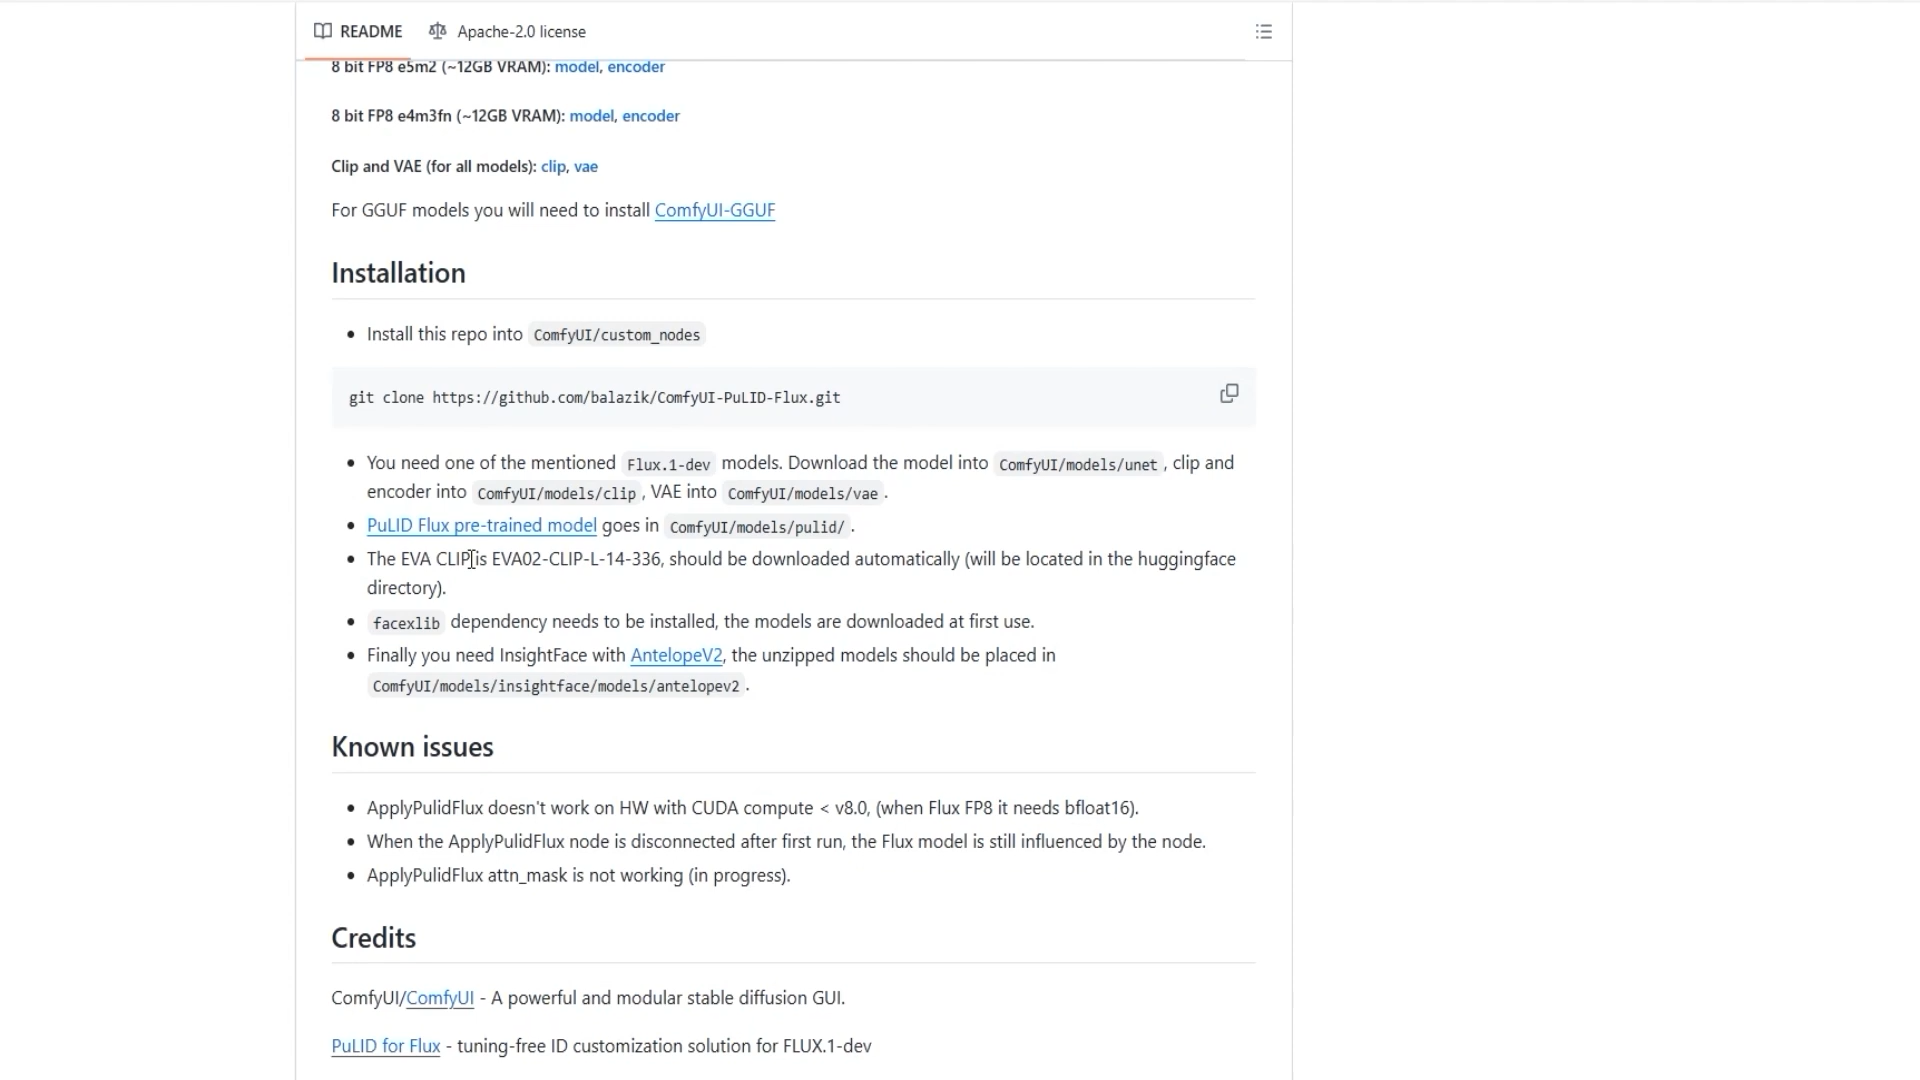 README
Apache-2.0 license
8 bit FP8 e5m2 (~12GB VRAM): model, encoder
8 bit FP8 e4m3fn (~12GB VRAM): model, encoder
Clip and VAE (for all models): clip, vae
For GGUF models you will need to install ComfyUI-GGUF
Installation
Install this repo into ComfyUI/custom_nodes
git clone https://github.com/balazik/ComfyUI-PuLID-Flux.git
You need one of the mentioned Flux.1-dev models. Download the model into ComfyUI/models/unet, clip and
encoder into ComfyUI/models/clip, VAE into ComfyUI/models/vae.
PuLID Flux pre-trained model goes in ComfyUI/models/pulid/.
The EVA CLIP is EVA02-CLIP-L-14-336, should be downloaded automatically (will be located in the huggingface
directory).
facexlib dependency needs to be installed, the models are downloaded at first use.
Finally you need InsightFace with AntelopeV2, the unzipped models should be placed in
ComfyUI/models/insightface/models/antelopev2.
Known issues
ApplyPulidFlux doesn't work on HW with CUDA compute < v8.0, (when Flux FP8 it needs bfloat16).
When the ApplyPulidFlux node is disconnected after first run, the Flux model is still influenced by the node.
ApplyPulidFlux attn_mask is not working (in progress).
Credits
ComfyUI/ComfyUI - A powerful and modular stable diffusion GUI.
PuLID for Flux - tuning-free ID customization solution for FLUX.1-dev